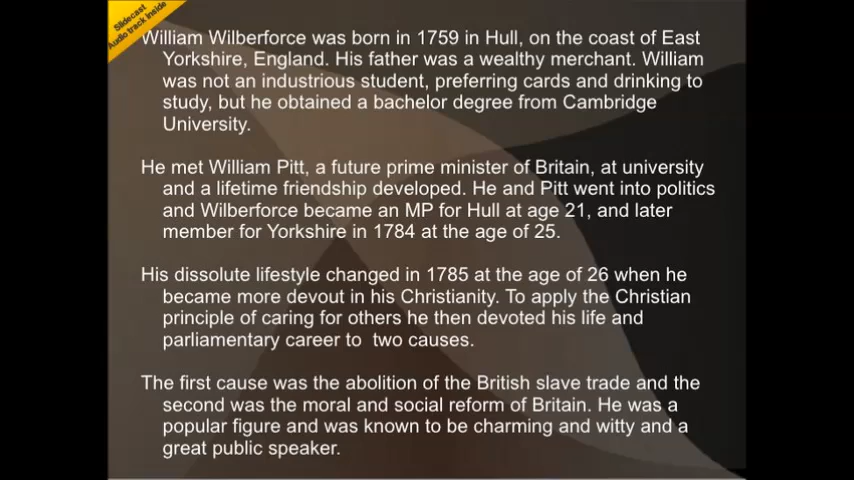 Slidecast
Audio track inside
William Wilberforce was born in 1759 in Hull, on the coast of East
Yorkshire, England. His father was a wealthy merchant. William
was not an industrious student, preferring cards and drinking to
study, but he obtained a bachelor degree from Cambridge
University.
He met William Pitt, a future prime minister of Britain, at university
and a lifetime friendship developed. He and Pitt went into politics
and Wilberforce became an MP for Hull at age 21, and later
member for Yorkshire in 1784 at the age of 25.
His dissolute lifestyle changed in 1785 at the age of 26 when he
became more devout in his Christianity. To apply the Christian
principle of caring for others he then devoted his life and
parliamentary career to  two causes.
The first cause was the abolition of the British slave trade and the
second was the moral and social reform of Britain. He was a
popular figure and was known to be charming and witty and a
great public speaker.